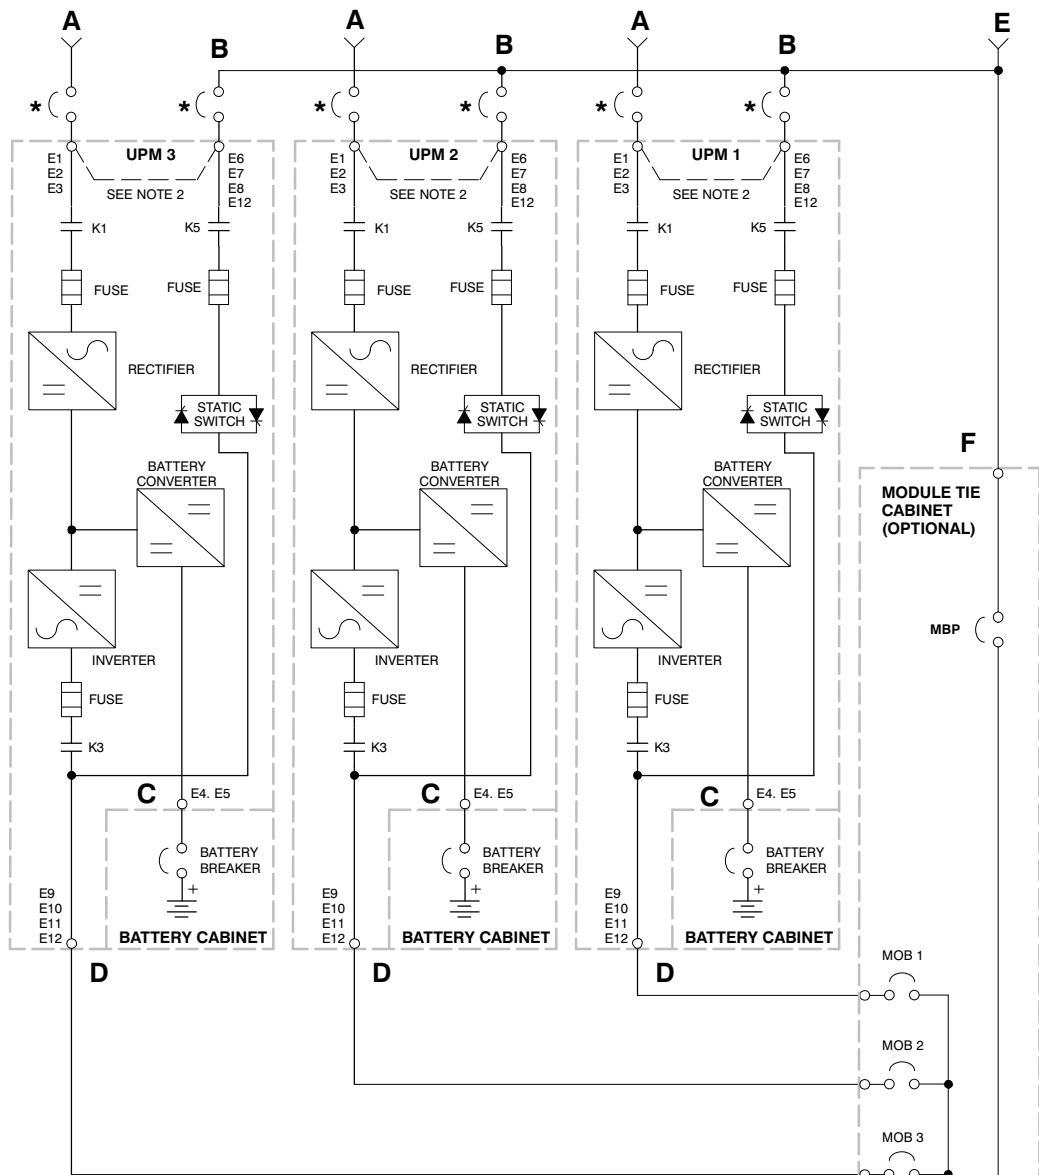 A
B
A
B
A
B
E
*
*
*
*
*
*
UPM 3
UPM 2
UPM 1
E1
E2
E3
E6
E7
E8
E12
SEE NOTE 2
E1
E2
E3
E6
E7
E8
E12
SEE NOTE 2
E1
E2
E3
E6
E7
E8
E12
SEE NOTE 2
K1
K5
K1
K5
K1
K5
FUSE
FUSE
FUSE
FUSE
FUSE
FUSE
RECTIFIER
RECTIFIER
RECTIFIER
STATIC
SWITCH
STATIC
SWITCH
STATIC
SWITCH
F
BATTERY
CONVERTER
BATTERY
CONVERTER
BATTERY
CONVERTER
MODULE TIE
CABINET
(OPTIONAL)
MBP
INVERTER
INVERTER
INVERTER
FUSE
FUSE
FUSE
K3
K3
K3
C
E4. E5
C
E4. E5
C
E4. E5
BATTERY
BREAKER
BATTERY
BREAKER
BATTERY
BREAKER
+
+
+
E9
E10
E11
E12
BATTERY CABINET
E9
E10
E11
E12
BATTERY CABINET
E9
E10
E11
E12
BATTERY CABINET
D
D
D
MOB 1
MOB 2
MOB 3